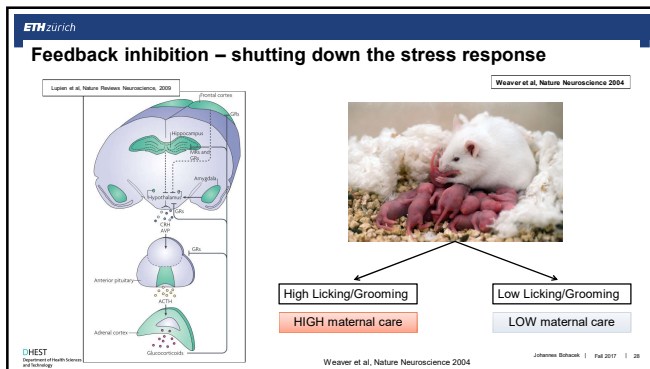 ETH zürich
Feedback inhibition – shutting down the stress response
Lupien et al, Nature Reviews Neuroscience, 2009
Weaver et al, Nature Neuroscience 2004
Frontal cortex
GRs
Hippocampus
MRs and
GRs
Amygdala
Hypothalamus
GRs
CRH
AVP
GRs
Anterior pituitary
ACTH
Adrenal cortex
Glucocorticoids
High Licking/Grooming
Low Licking/Grooming
HIGH maternal care
LOW maternal care
DHEST
Department of Health Sciences
and Technology
Weaver et al, Nature Neuroscience 2004
Johannes Bohacek | Fall 2017 | 28